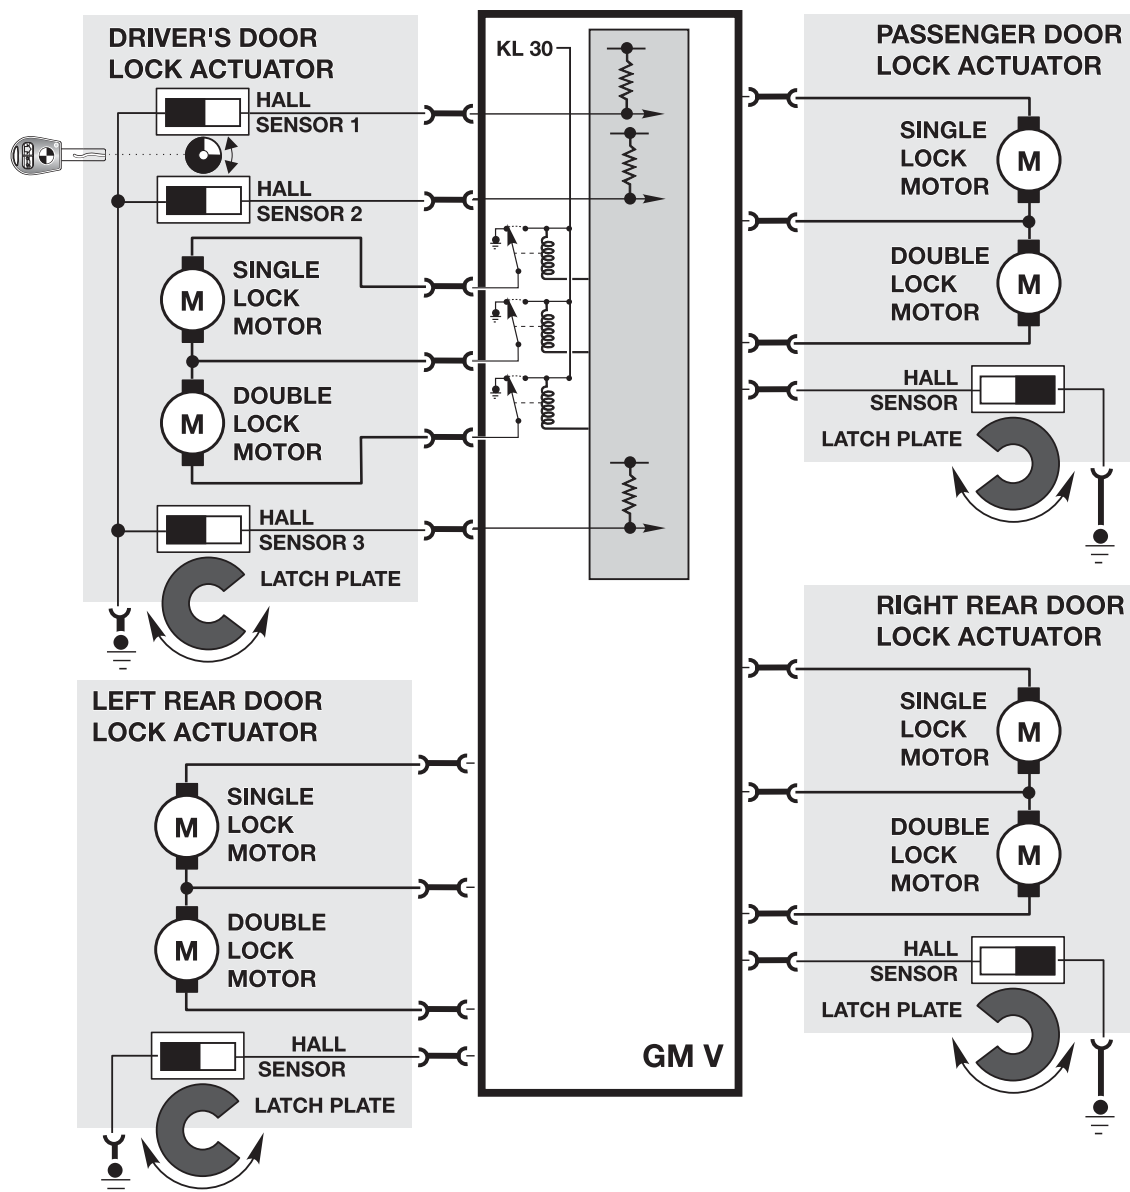 DRIVER'S DOOR
LOCK ACTUATOR
HALL
SENSOR 1
HALL
SENSOR 2
SINGLE
LOCK
MOTOR
M
DOUBLE
LOCK
MOTOR
M
HALL
SENSOR 3
LATCH PLATE
LEFT REAR DOOR
LOCK ACTUATOR
SINGLE
LOCK
MOTOR
M
DOUBLE
LOCK
MOTOR
M
HALL
SENSOR
LATCH PLATE
KL 30
GM V
PASSENGER DOOR
LOCK ACTUATOR
SINGLE
LOCK
MOTOR
M
DOUBLE
LOCK
MOTOR
M
HALL
SENSOR
LATCH PLATE
RIGHT REAR DOOR
LOCK ACTUATOR
SINGLE
LOCK
MOTOR
M
DOUBLE
LOCK
MOTOR
M
HALL
SENSOR
LATCH PLATE